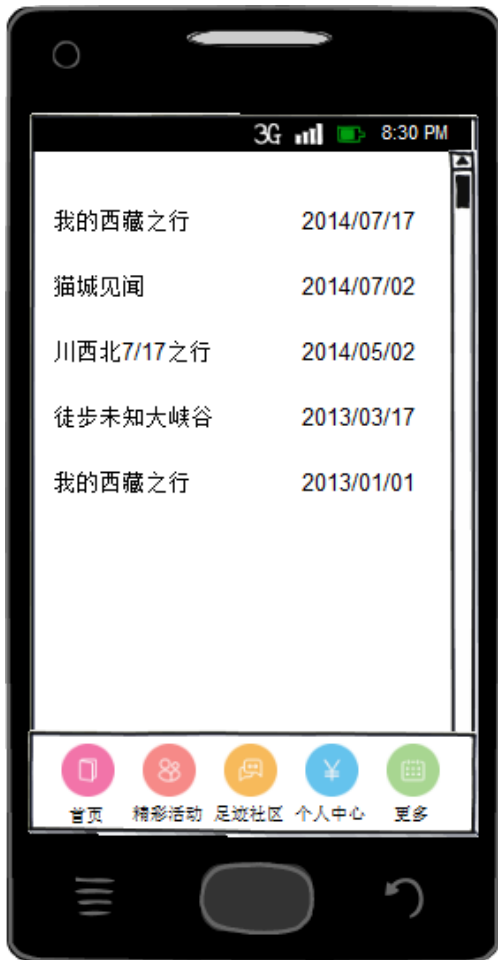 3G 8:30 PM
我的西藏之行 2014/07/17
猫城见闻 2014/07/02
川西北7/17之行 2014/05/02
徒步未知大峡谷 2013/03/17
我的西藏之行 2013/01/01
首页 精彩活动 足迹社区 个人中心 更多